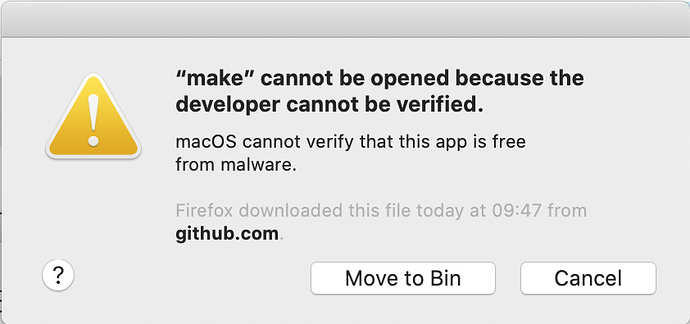 “make” cannot be opened because the
developer cannot be verified.
macOS cannot verify that this app is free
from malware.
Firefox downloaded this file today at 09:47 from
github.com.
?
Move to Bin
Cancel